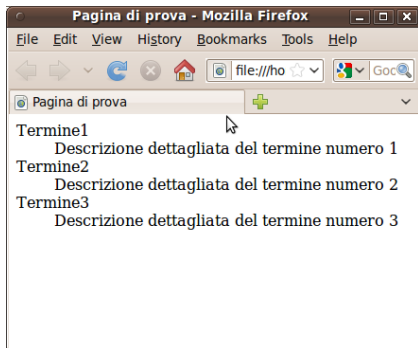 Pagina di prova - Mozilla Firefox
File Edit View History Bookmarks Tools Help
file:///ho Goo
Pagina di prova
Termine1
Descrizione dettagliata del termine numero 1
Termine2
Descrizione dettagliata del termine numero 2
Termine3
Descrizione dettagliata del termine numero 3